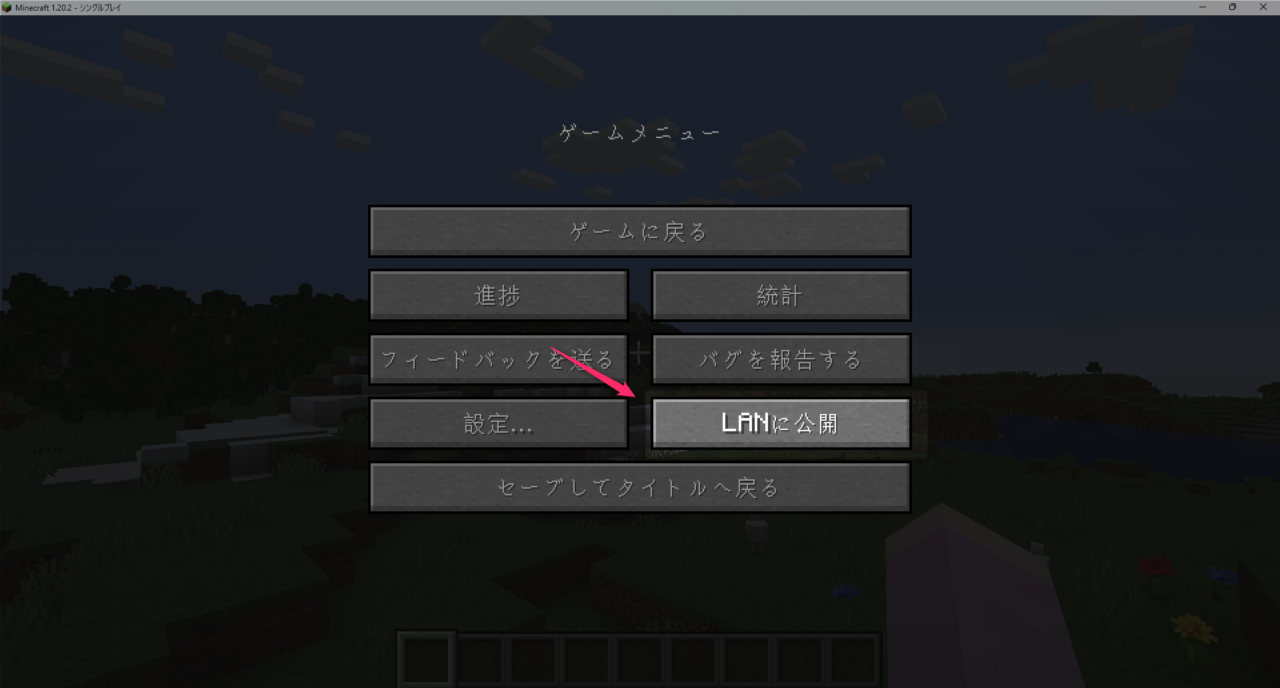 Minecraft 1.20.2 - シングルプレイ
ゲームメニュー
ゲームに戻る
進捗
統計
フィードバックを送る
バグを報告する
設定...
LANに公開
セーブしてタイトルへ戻る